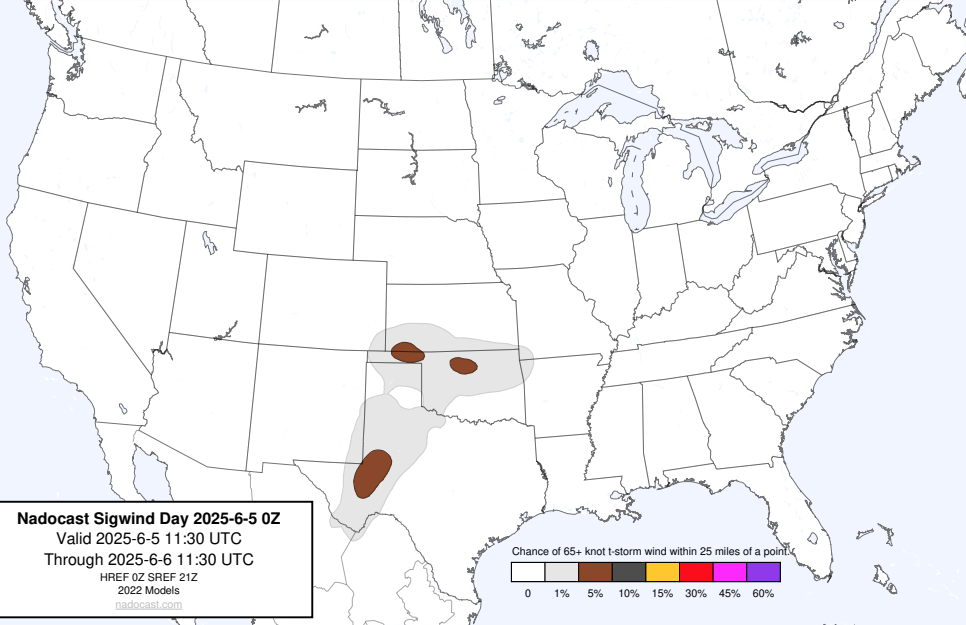 Nadocast Sigwind Day 2025-6-5 0Z
Valid 2025-6-5 11:30 UTC
Through 2025-6-6 11:30 UTC
HREF 0Z SREF 21Z
2022 Models
nadocast.com
Chance of 65+ knot t-storm wind within 25 miles of a point.
0 1% 5% 10% 15% 30% 45% 60%